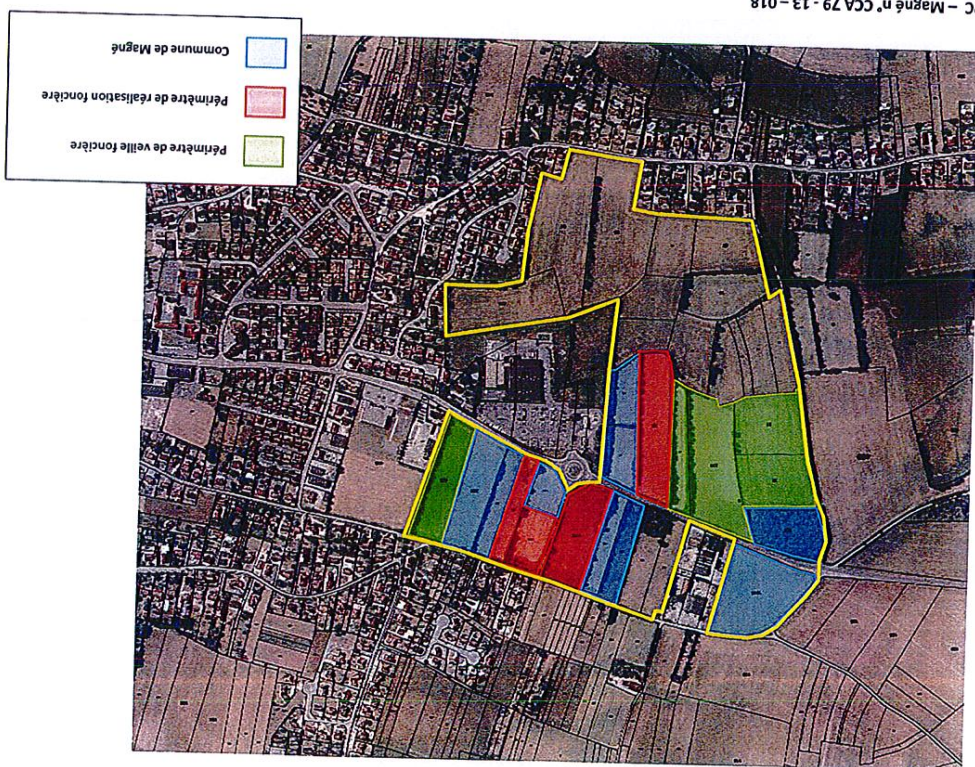 C – Magné n° CCA 79 - 13 – 018
Périmètre de veille foncière
Périmètre de réalisation foncière
Commune de Magné